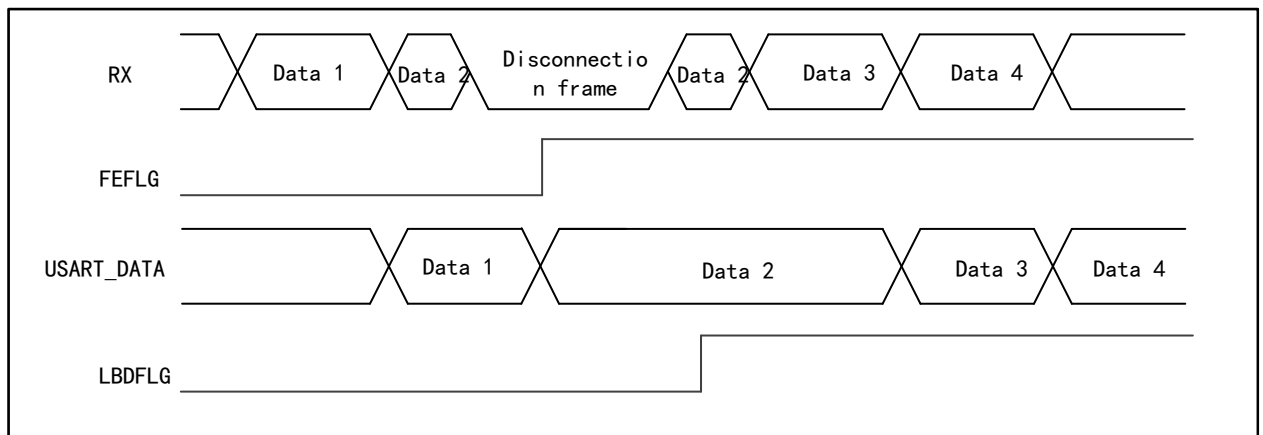 RX
Data 1
Data 2
Disconnectio
n frame
Data 2
Data 3
Data 4
FEFLG
USART_DATA
Data 1
Data 2
Data 3
Data 4
LBDFLG